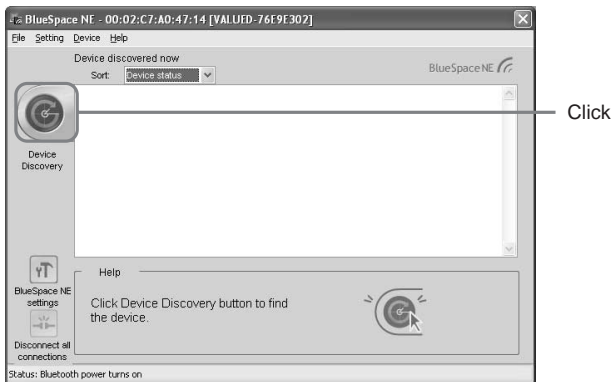 BlueSpace NE - 00:02:C7:A0:47:14 [VALUED-76E9E302]
File Setting Device Help
Device discovered now
Sort: Device status
BlueSpace NE
Click
Device
Discovery
BlueSpace NE
settings
Disconnect all
connections
Help
Click Device Discovery button to find
the device.
Status: Bluetooth power turns on